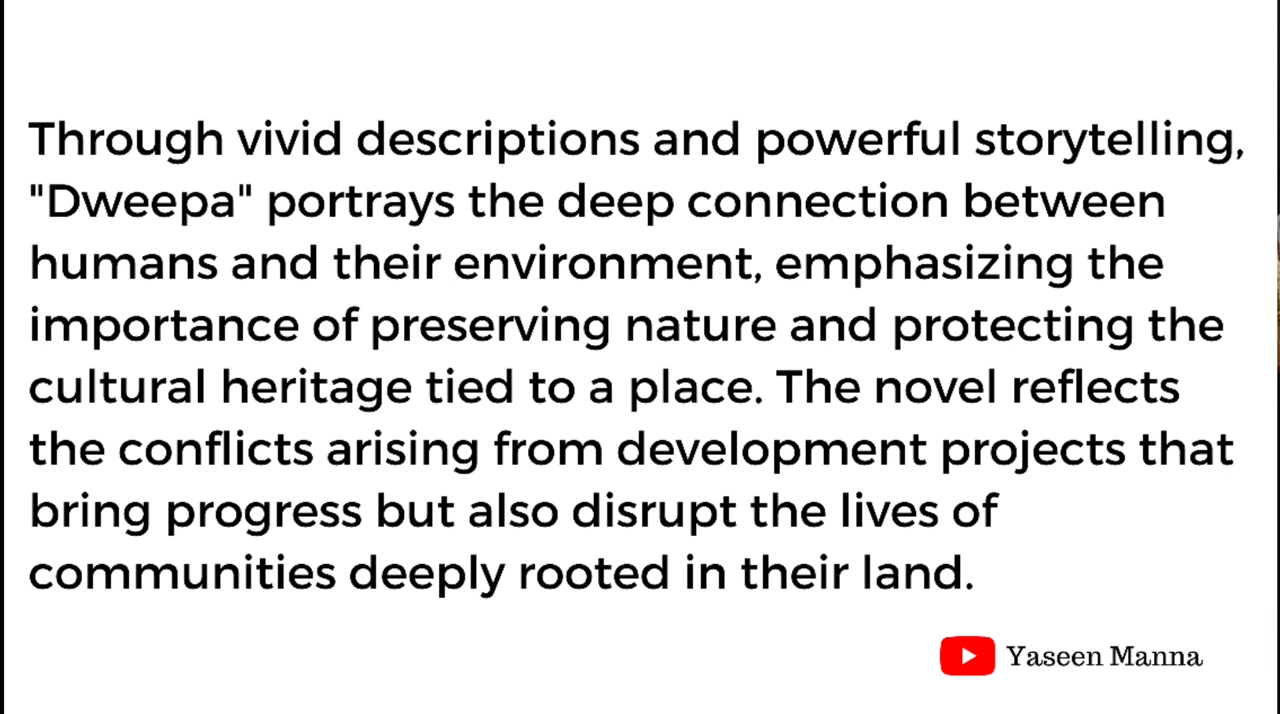 Through vivid descriptions and powerful storytelling,
"Dweepa" portrays the deep connection between
humans and their environment, emphasizing the
importance of preserving nature and protecting the
cultural heritage tied to a place. The novel reflects
the conflicts arising from development projects that
bring progress but also disrupt the lives of
communities deeply rooted in their land.
Yaseen Manna